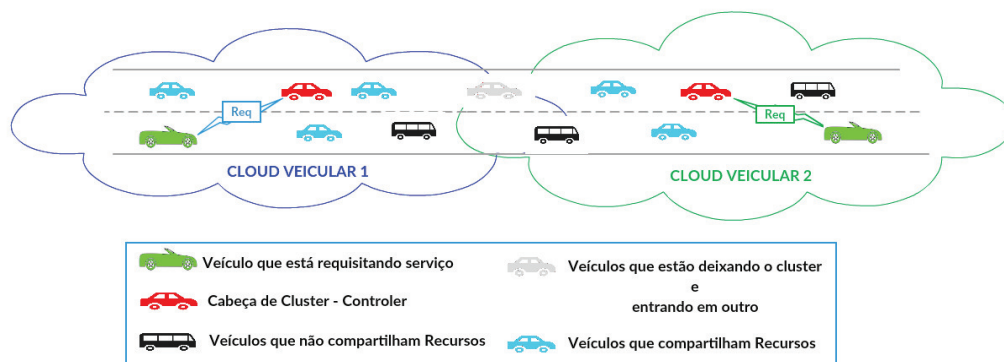 Req
Req
CLOUD VEICULAR 1
CLOUD VEICULAR 2
Veículo que está requisitando serviço
Cabeça de Cluster - Controler
Veículos que não compartilham Recursos
Veículos que estão deixando o cluster
e
entrando em outro
Veículos que compartilham Recursos